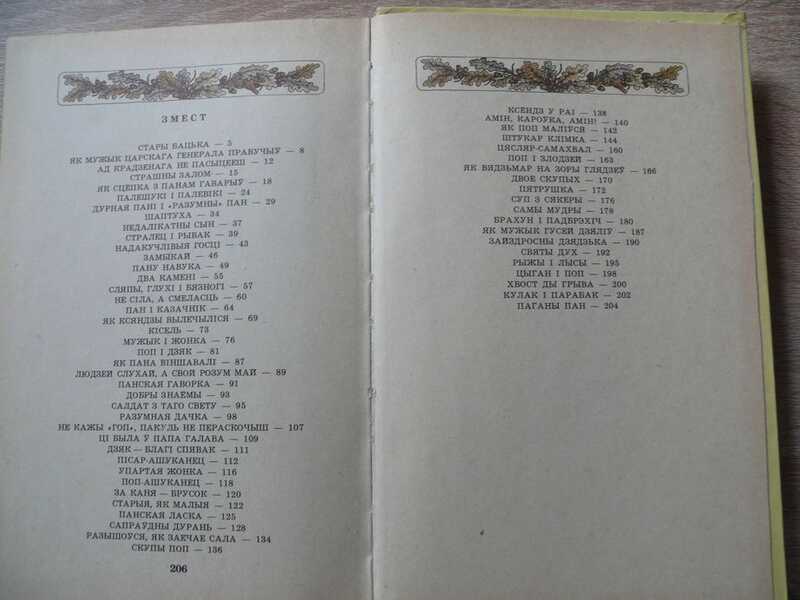 ЗМЕСТ
СТАРЫ БАЦЬКА — 5
ЯК МУЖЫК ЦАРСКАГА ГЕНЕРАЛА ПРАВУЧЫЎ — 8
АД КРАДЗЕНАГА НЕ ПАСЫЦЕЕШ — 12
СТРАШНЫ ЗАЛОМ — 15
ЯК СЦЁПКА З ПАНАМ ГАВАРЫЎ — 18
ПАЛЕШУКІ І ПАЛЕВІКІ — 24
ДУРНАЯ ПАНІ І «РАЗУМНЫ» ПАН — 29
ШАПТУХА — 34
НЕДАЛІКАТНЫ СЫН — 37
СТРАЛЕЦ І РЫБАК — 39
НАДАКУЧЛІВЫЯ ГОСЦІ — 43
ЗАМЫКАЙ — 46
ПАНУ НАВУКА — 49
ДВА КАМЕНІ — 55
СЛЯПЫ, ГЛУХІ І БЯЗНОГІ — 57
НЕ СІЛА, А СМЕЛАСЦЬ — 60
ПАН І КАЗАЧНІК — 64
ЯК КСЯНДЗЫ ВЫЛЕЧЫЛІСЯ — 69
КІСЕЛЬ — 73
МУЖЫК І ЖОНКА — 76
ПОП І ДЗЯК — 81
ЯК ПАНА ВІНШАВАЛІ — 87
ЛЮДЗЕЙ СЛУХАЙ, А СВОЙ РОЗУМ МАЙ — 89
ПАНСКАЯ ГАВОРКА — 91
ДОБРЫ ЗНАЁМЫ — 93
САЛДАТ З ТАГО СВЕТУ — 95
РАЗУМНАЯ ДАЧКА — 98
НЕ КАЖЫ «ГОП», ПАКУЛЬ НЕ ПЕРАСКОЧЫШ — 107
ЦІ БЫЛА Ў ПАПА ГАЛАВА — 109
ДЗЯК — БЛАГІ СПЯВАК — 111
ПІСАР-АШУКАНЕЦ — 112
УПАРТАЯ ЖОНКА — 116
ПОП-АШУКАНЕЦ — 118
ЗА КАНЯ — БРУСОК — 120
СТАРЫЯ, ЯК МАЛЫЯ — 122
ПАНСКАЯ ЛАСКА — 125
САПРАЎДНЫ ДУРАНЬ — 128
РАЗЫШОЎСЯ, ЯК ЗАЕЧАЕ САЛА — 134
СКУПЫ ПОП — 136
206
КСЕНДЗ У РАІ — 138
АМІН, КАРОЎКА, АМІН! — 140
ЯК ПОП МАЛІЎСЯ — 142
ШТУКАР КЛІМКА — 144
ЦЯСЛЯР-САМАХВАЛ — 160
ПОП І ЗЛОДЗЕЙ — 163
ЯК ВЯДЗЬМАР НА ЗОРЫ ГЛЯДЗЕЎ — 166
ДВОЕ СКУПЫХ — 170
ПЯТРУШКА — 172
СУП З СЯКЕРЫ — 176
САМЫ МУДРЫ — 178
БРАХУН І ПАДБРЭХІЧ — 180
ЯК МУЖЫК ГУСЕЙ ДЗЯЛІЎ — 187
ЗАЙЗДРОСНЫ ДЗЯДЗЬКА — 190
СВЯТЫ ДУХ — 192
РЫЖЫ І ЛЫСЫ — 195
ЦЫГАН І ПОП — 198
ХВОСТ ДЫ ГРЫВА — 200
КУЛАК І ПАРАБАК — 202
ПАГАНЫ ПАН — 204